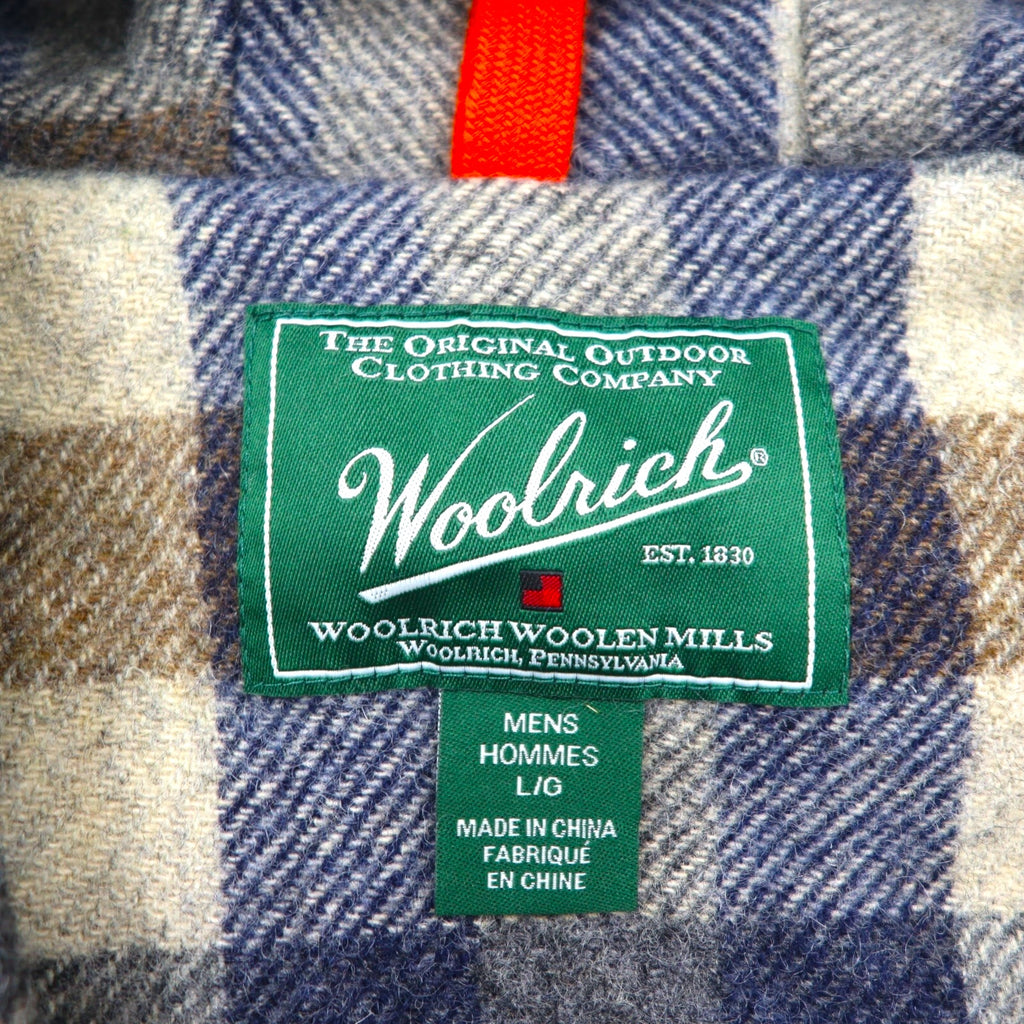 THE ORIGINAL OUTDOOR
CLOTHING COMPANY
Woolrich®
EST. 1830
WOOLRICH WOOLEN MILLS
WOOLRICH, PENNSYLVANIA
MENS
HOMMES
L/G
MADE IN CHINA
FABRIQUÉ
EN CHINE